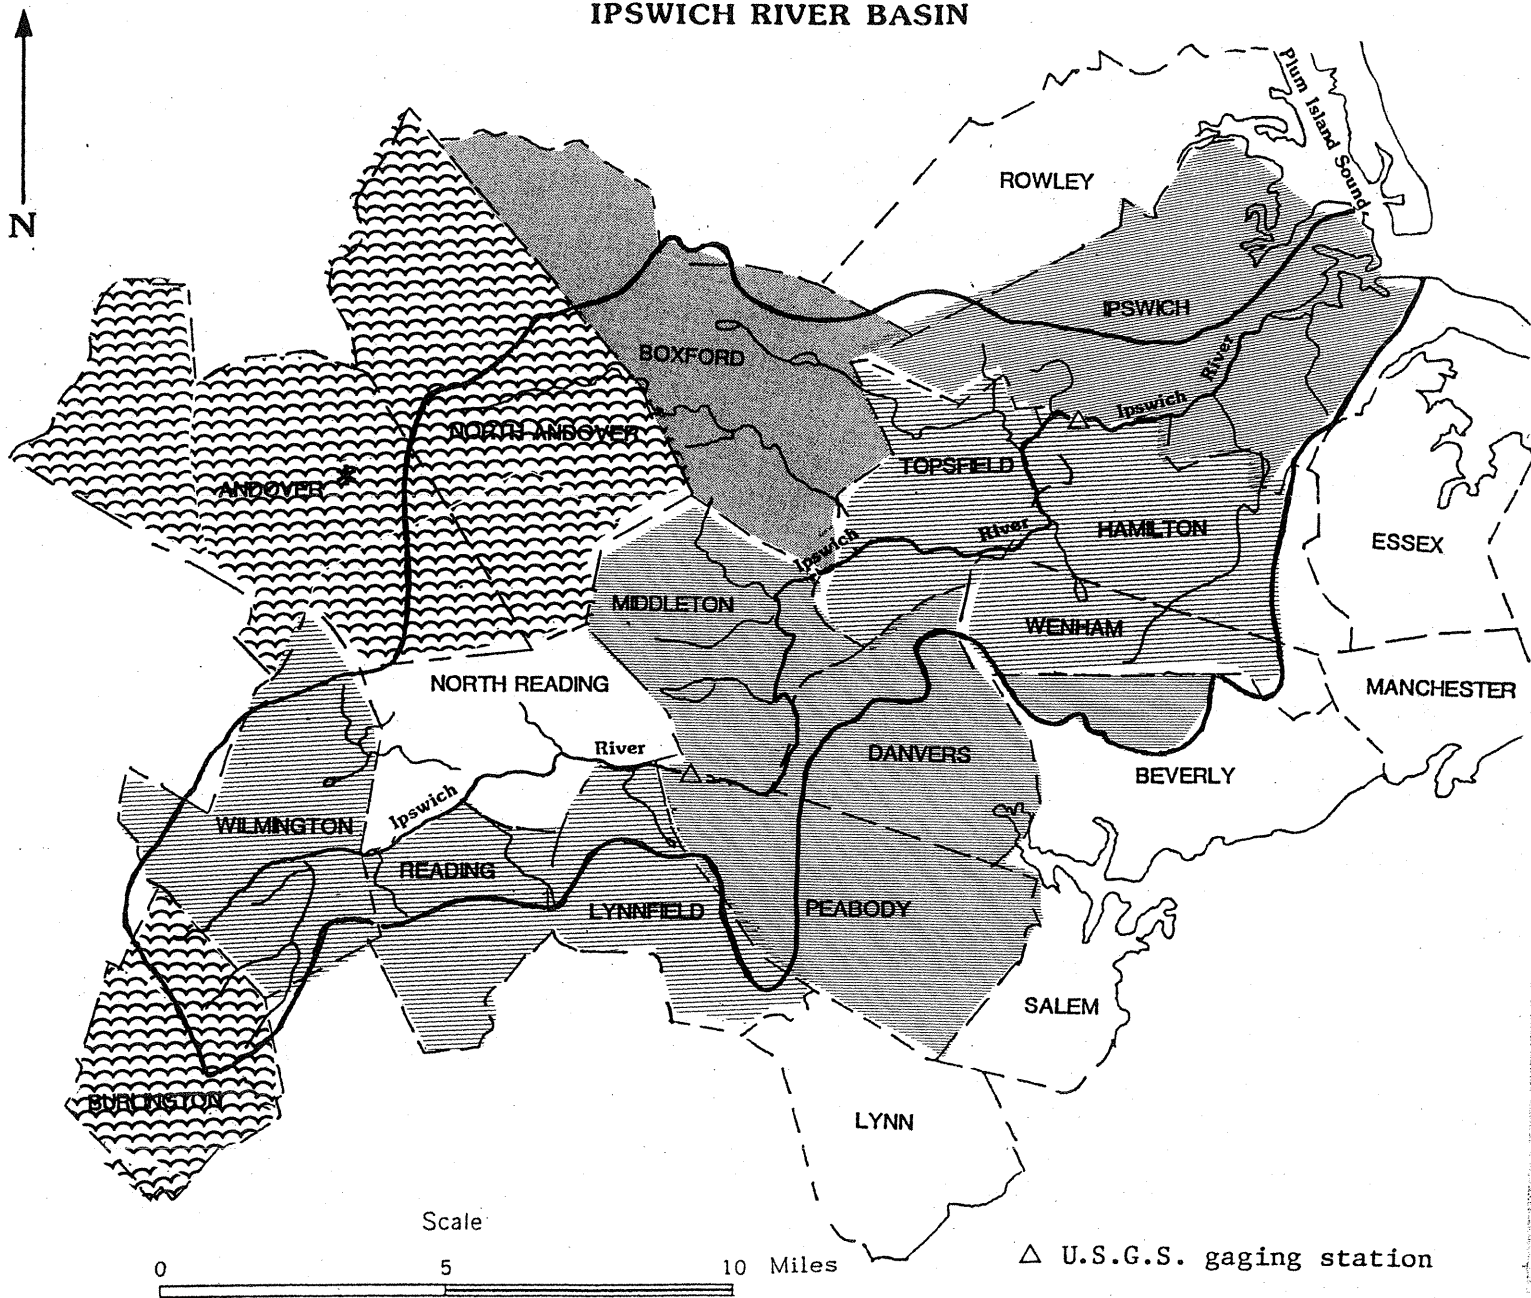 IPSWICH RIVER BASIN
N
Plum Island Sound
ROWLEY
IPSWICH
BOXFORD
River
Ipswich
NORTH ANDOVER
TOPSFIELD
ANDOVER *
River
HAMILTON
ESSEX
Ipswich
MIDDLETON
WENHAM
NORTH READING
MANCHESTER
River
DANVERS
BEVERLY
Ipswich
WILMINGTON
READING
LYNNFIELD
PEABODY
SALEM
BURLINGTON
LYNN
Scale
0 5 10 Miles
△ U.S.G.S. gaging station